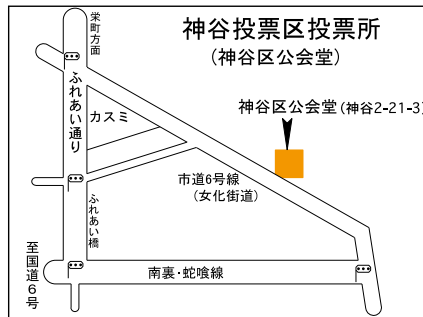 神谷投票区投票所
(神谷区公会堂)
栄町方面
ふれあい通り
カスミ
神谷区公会堂(神谷2-21-3)
市道6号線
(女化街道)
ふれあい橋
至国道6号
南裏・蛇喰線